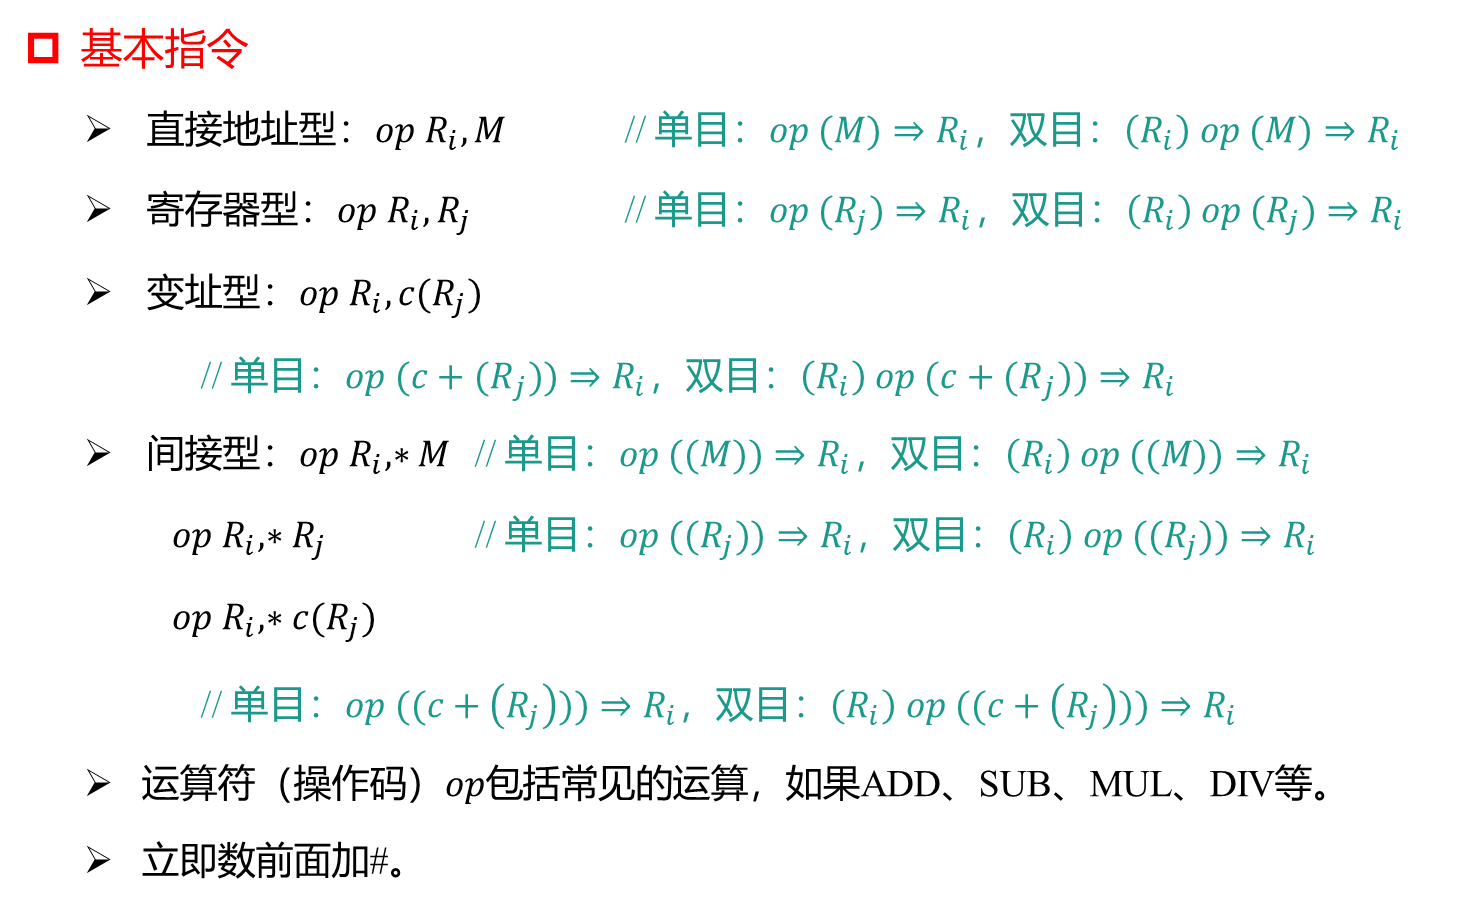 基本指令
直接地址型：op Rᵢ, M // 单目：op (M) ⇒ Rᵢ，双目：(Rᵢ) op (M) ⇒ Rᵢ
寄存器型：op Rᵢ, Rⱼ // 单目：op (Rⱼ) ⇒ Rᵢ，双目：(Rᵢ) op (Rⱼ) ⇒ Rᵢ
变址型：op Rᵢ, c(Rⱼ)
// 单目：op (c + (Rⱼ)) ⇒ Rᵢ，双目：(Rᵢ) op (c + (Rⱼ)) ⇒ Rᵢ
间接型：op Rᵢ,∗ M // 单目：op ((M)) ⇒ Rᵢ，双目：(Rᵢ) op ((M)) ⇒ Rᵢ
op Rᵢ,∗ Rⱼ // 单目：op ((Rⱼ)) ⇒ Rᵢ，双目：(Rᵢ) op ((Rⱼ)) ⇒ Rᵢ
op Rᵢ,∗ c(Rⱼ)
// 单目：op ((c + (Rⱼ))) ⇒ Rᵢ，双目：(Rᵢ) op ((c + (Rⱼ))) ⇒ Rᵢ
运算符（操作码）op包括常见的运算，如果ADD、SUB、MUL、DIV等。
立即数前面加#。